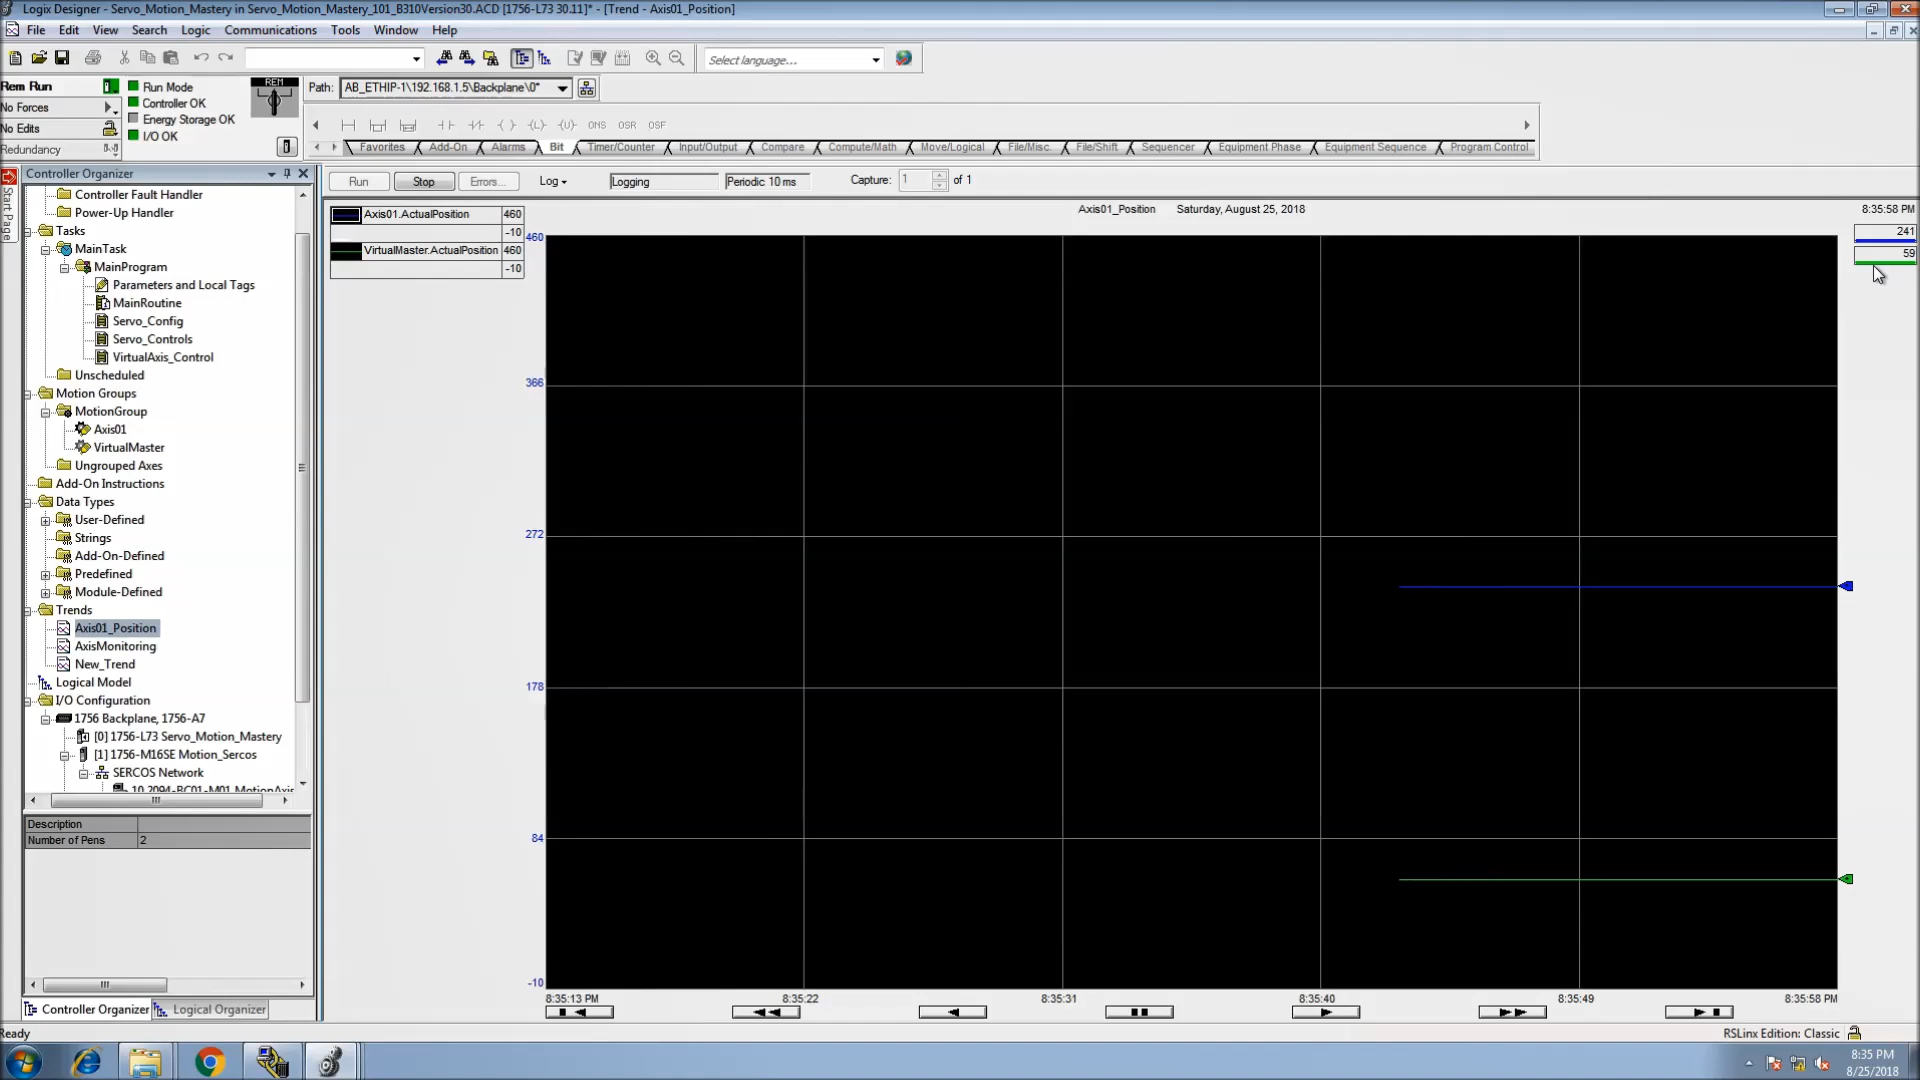 Logix Designer - Servo_Motion_Mastery in Servo_Motion_Mastery_101_B310Version30.ACD [1756-L73 30.11]* - [Trend - Axis01_Position]
File Edit View Search Logic Communications Tools Window Help
Select language...
Rem Run
No Forces
No Edits
Redundancy
Run Mode
Controller OK
Energy Storage OK
I/O OK
REM
Path: AB_ETHIP-1\192.168.1.5\Backplane\0*
ONS OSR OSF
Favorites Add-On Alarms Bit Timer/Counter Input/Output Compare Compute/Math Move/Logical File/Misc. File/Shift Sequencer Equipment Phase Equipment Sequence Program Control
Start Page
Controller Organizer
Controller Fault Handler
Power-Up Handler
Tasks
MainTask
MainProgram
Parameters and Local Tags
MainRoutine
Servo_Config
Servo_Controls
VirtualAxis_Control
Unscheduled
Motion Groups
MotionGroup
Axis01
VirtualMaster
Ungrouped Axes
Add-On Instructions
Data Types
User-Defined
Strings
Add-On-Defined
Predefined
Module-Defined
Trends
Axis01_Position
AxisMonitoring
New_Trend
Logical Model
I/O Configuration
1756 Backplane, 1756-A7
[0] 1756-L73 Servo_Motion_Mastery
[1] 1756-M16SE Motion_Sercos
SERCOS Network
10 2094-BC01-M01 MotionAxis
Description
Number of Pens 2
Controller Organizer Logical Organizer
Run Stop Errors... Log Logging Periodic 10 ms Capture: 1 of 1
Axis01_Position Saturday, August 25, 2018 8:35:58 PM
Axis01.ActualPosition 460
-10
VirtualMaster.ActualPosition 460
-10
241
59
460
366
272
178
84
-10
8:35:13 PM 8:35:22 8:35:31 8:35:40 8:35:49 8:35:58 PM
Ready
RSLinx Edition: Classic
8:35 PM
8/25/2018